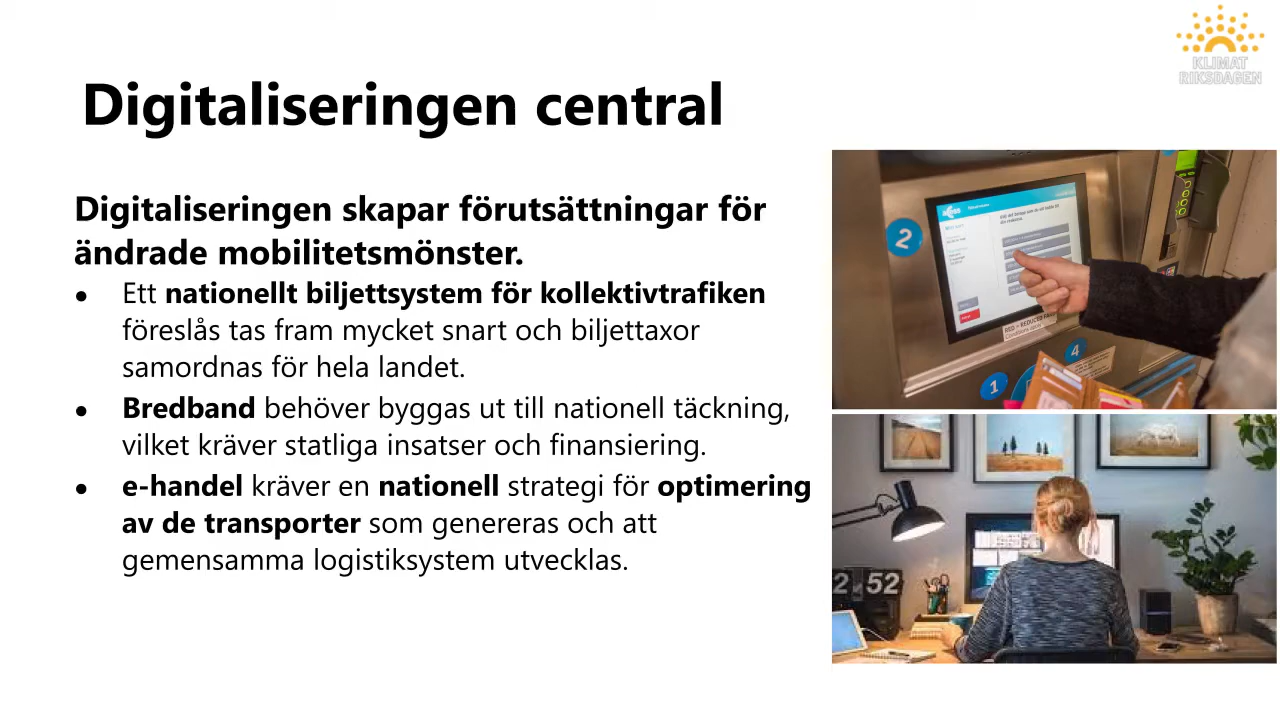 KLIMAT
RIKSDAGEN
Digitaliseringen central
Digitaliseringen skapar förutsättningar för
ändrade mobilitetsmönster.
● Ett nationellt biljettsystem för kollektivtrafiken
föreslås tas fram mycket snart och biljettaxor
samordnas för hela landet.
● Bredband behöver byggas ut till nationell täckning,
vilket kräver statliga insatser och finansiering.
● e-handel kräver en nationell strategi för optimering
av de transporter som genereras och att
gemensamma logistiksystem utvecklas.
2
1
4
2 52